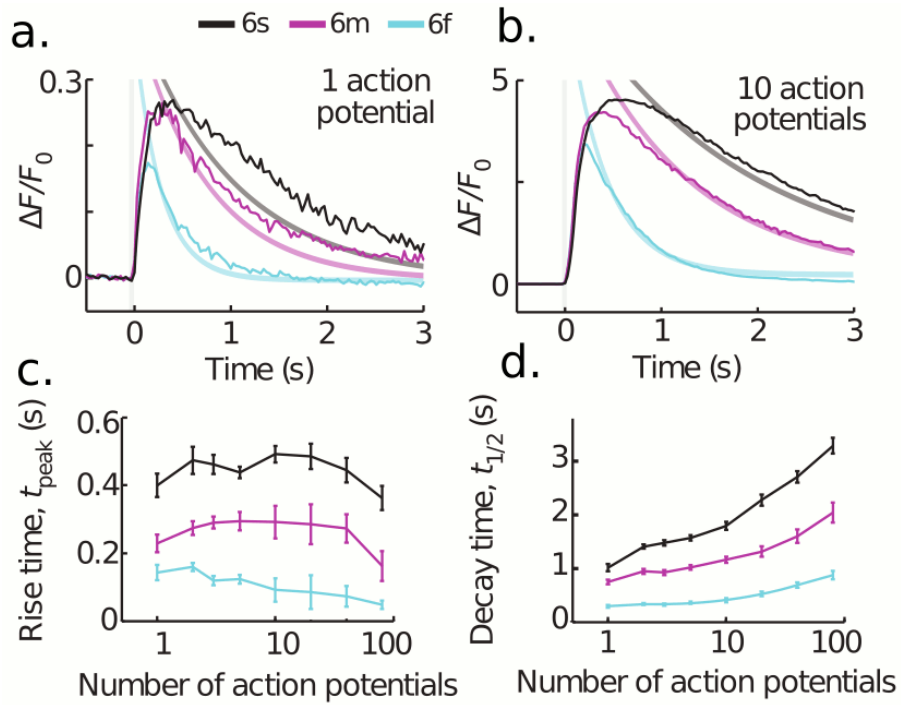 a.
6s 6m 6f
b.
0.3
ΔF/F0
0
1 action
potential
0 1 2 3
Time (s)
5
ΔF/F0
0
10 action
potentials
0 1 2 3
Time (s)
c.
0.6
0.4
0.2
0
Rise time, tpeak (s)
1 10 100
Number of action potentials
d.
3
2
1
0
Decay time, t1/2 (s)
1 10 100
Number of action potentials